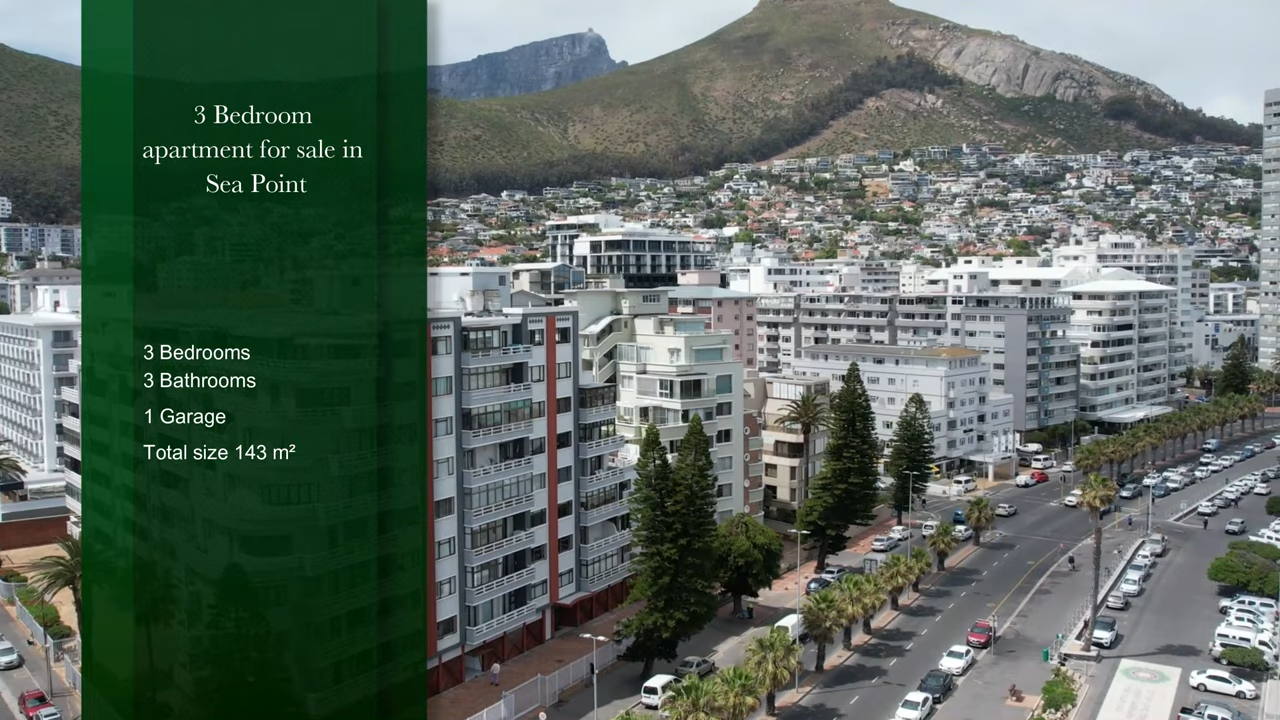 3 Bedroom
apartment for sale in
Sea Point
3 Bedrooms
3 Bathrooms
1 Garage
Total size 143 m²